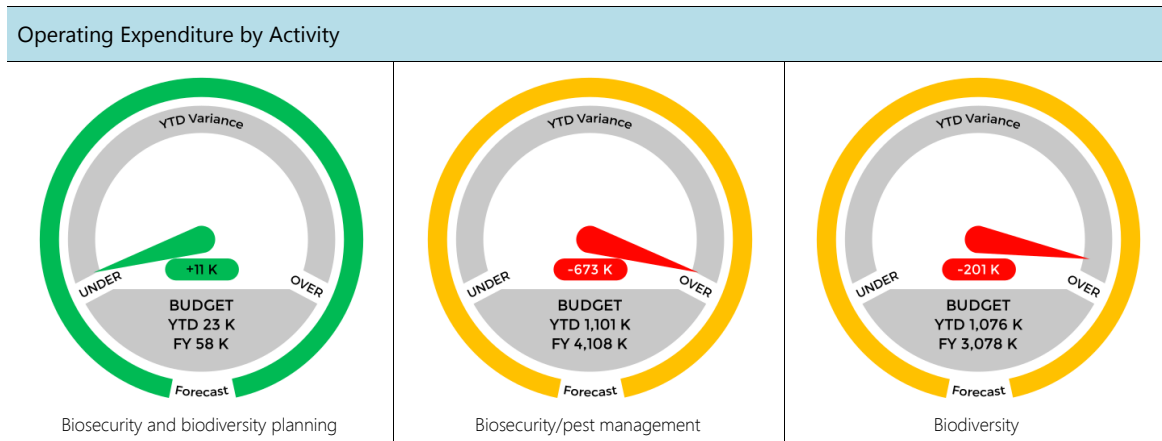 Operating Expenditure by Activity
YTD Variance
+11 K
UNDER
OVER
BUDGET
YTD 23 K
FY 58 K
Forecast
Biosecurity and biodiversity planning
YTD Variance
-673 K
UNDER
OVER
BUDGET
YTD 1,101 K
FY 4,108 K
Forecast
Biosecurity/pest management
YTD Variance
-201 K
UNDER
OVER
BUDGET
YTD 1,076 K
FY 3,078 K
Forecast
Biodiversity